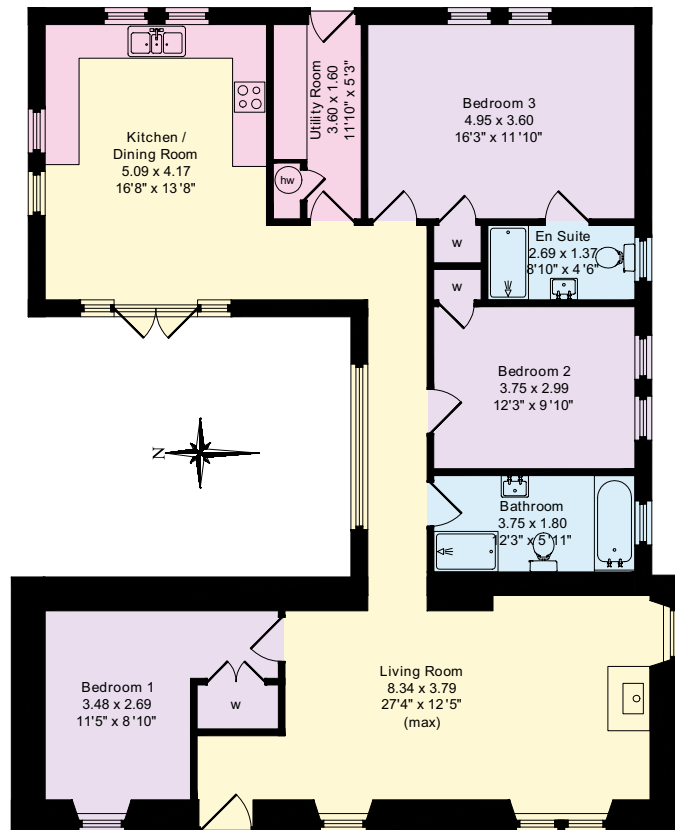 Kitchen /
Dining Room
5.09 x 4.17
16'8" x 13'8"
Utility Room
3.60 x 1.60
11'10" x 5'3"
hw
Bedroom 3
4.95 x 3.60
16'3" x 11'10"
w
En Suite
2.69 x 1.37
8'10" x 4'6"
w
Bedroom 2
3.75 x 2.99
12'3" x 9'10"
N
Bathroom
3.75 x 1.80
12'3" x 5'11"
Bedroom 1
3.48 x 2.69
11'5" x 8'10"
w
Living Room
8.34 x 3.79
27'4" x 12'5"
(max)